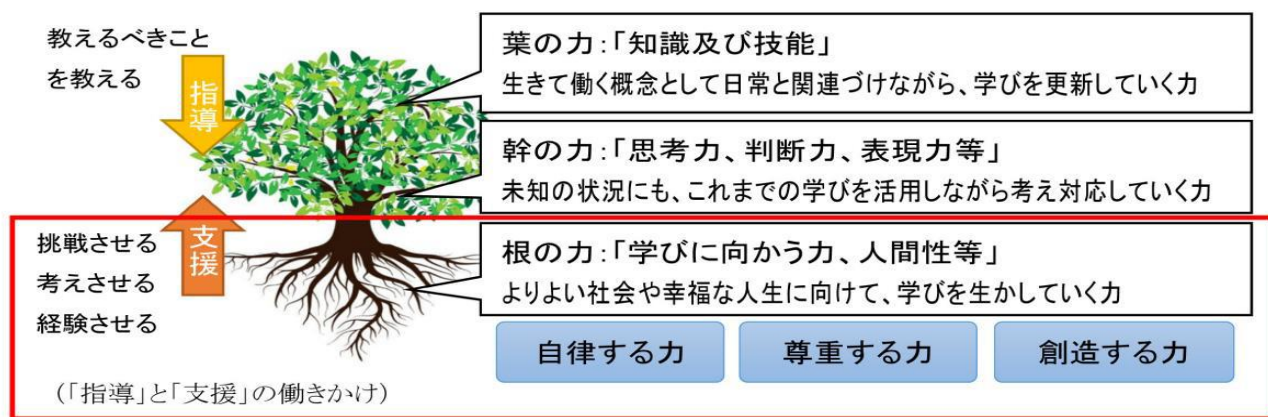 教えるべきこと
を教える
指導
葉の力:「知識及び技能」
生きて働く概念として日常と関連づけながら、学びを更新していく力
幹の力:「思考力、判断力、表現力等」
未知の状況にも、これまでの学びを活用しながら考え対応していく力
挑戦させる
考えさせる
経験させる
支援
根の力:「学びに向かう力、人間性等」
よりよい社会や幸福な人生に向けて、学びを生かしていく力
自律する力
尊重する力
創造する力
(「指導」と「支援」の働きかけ)